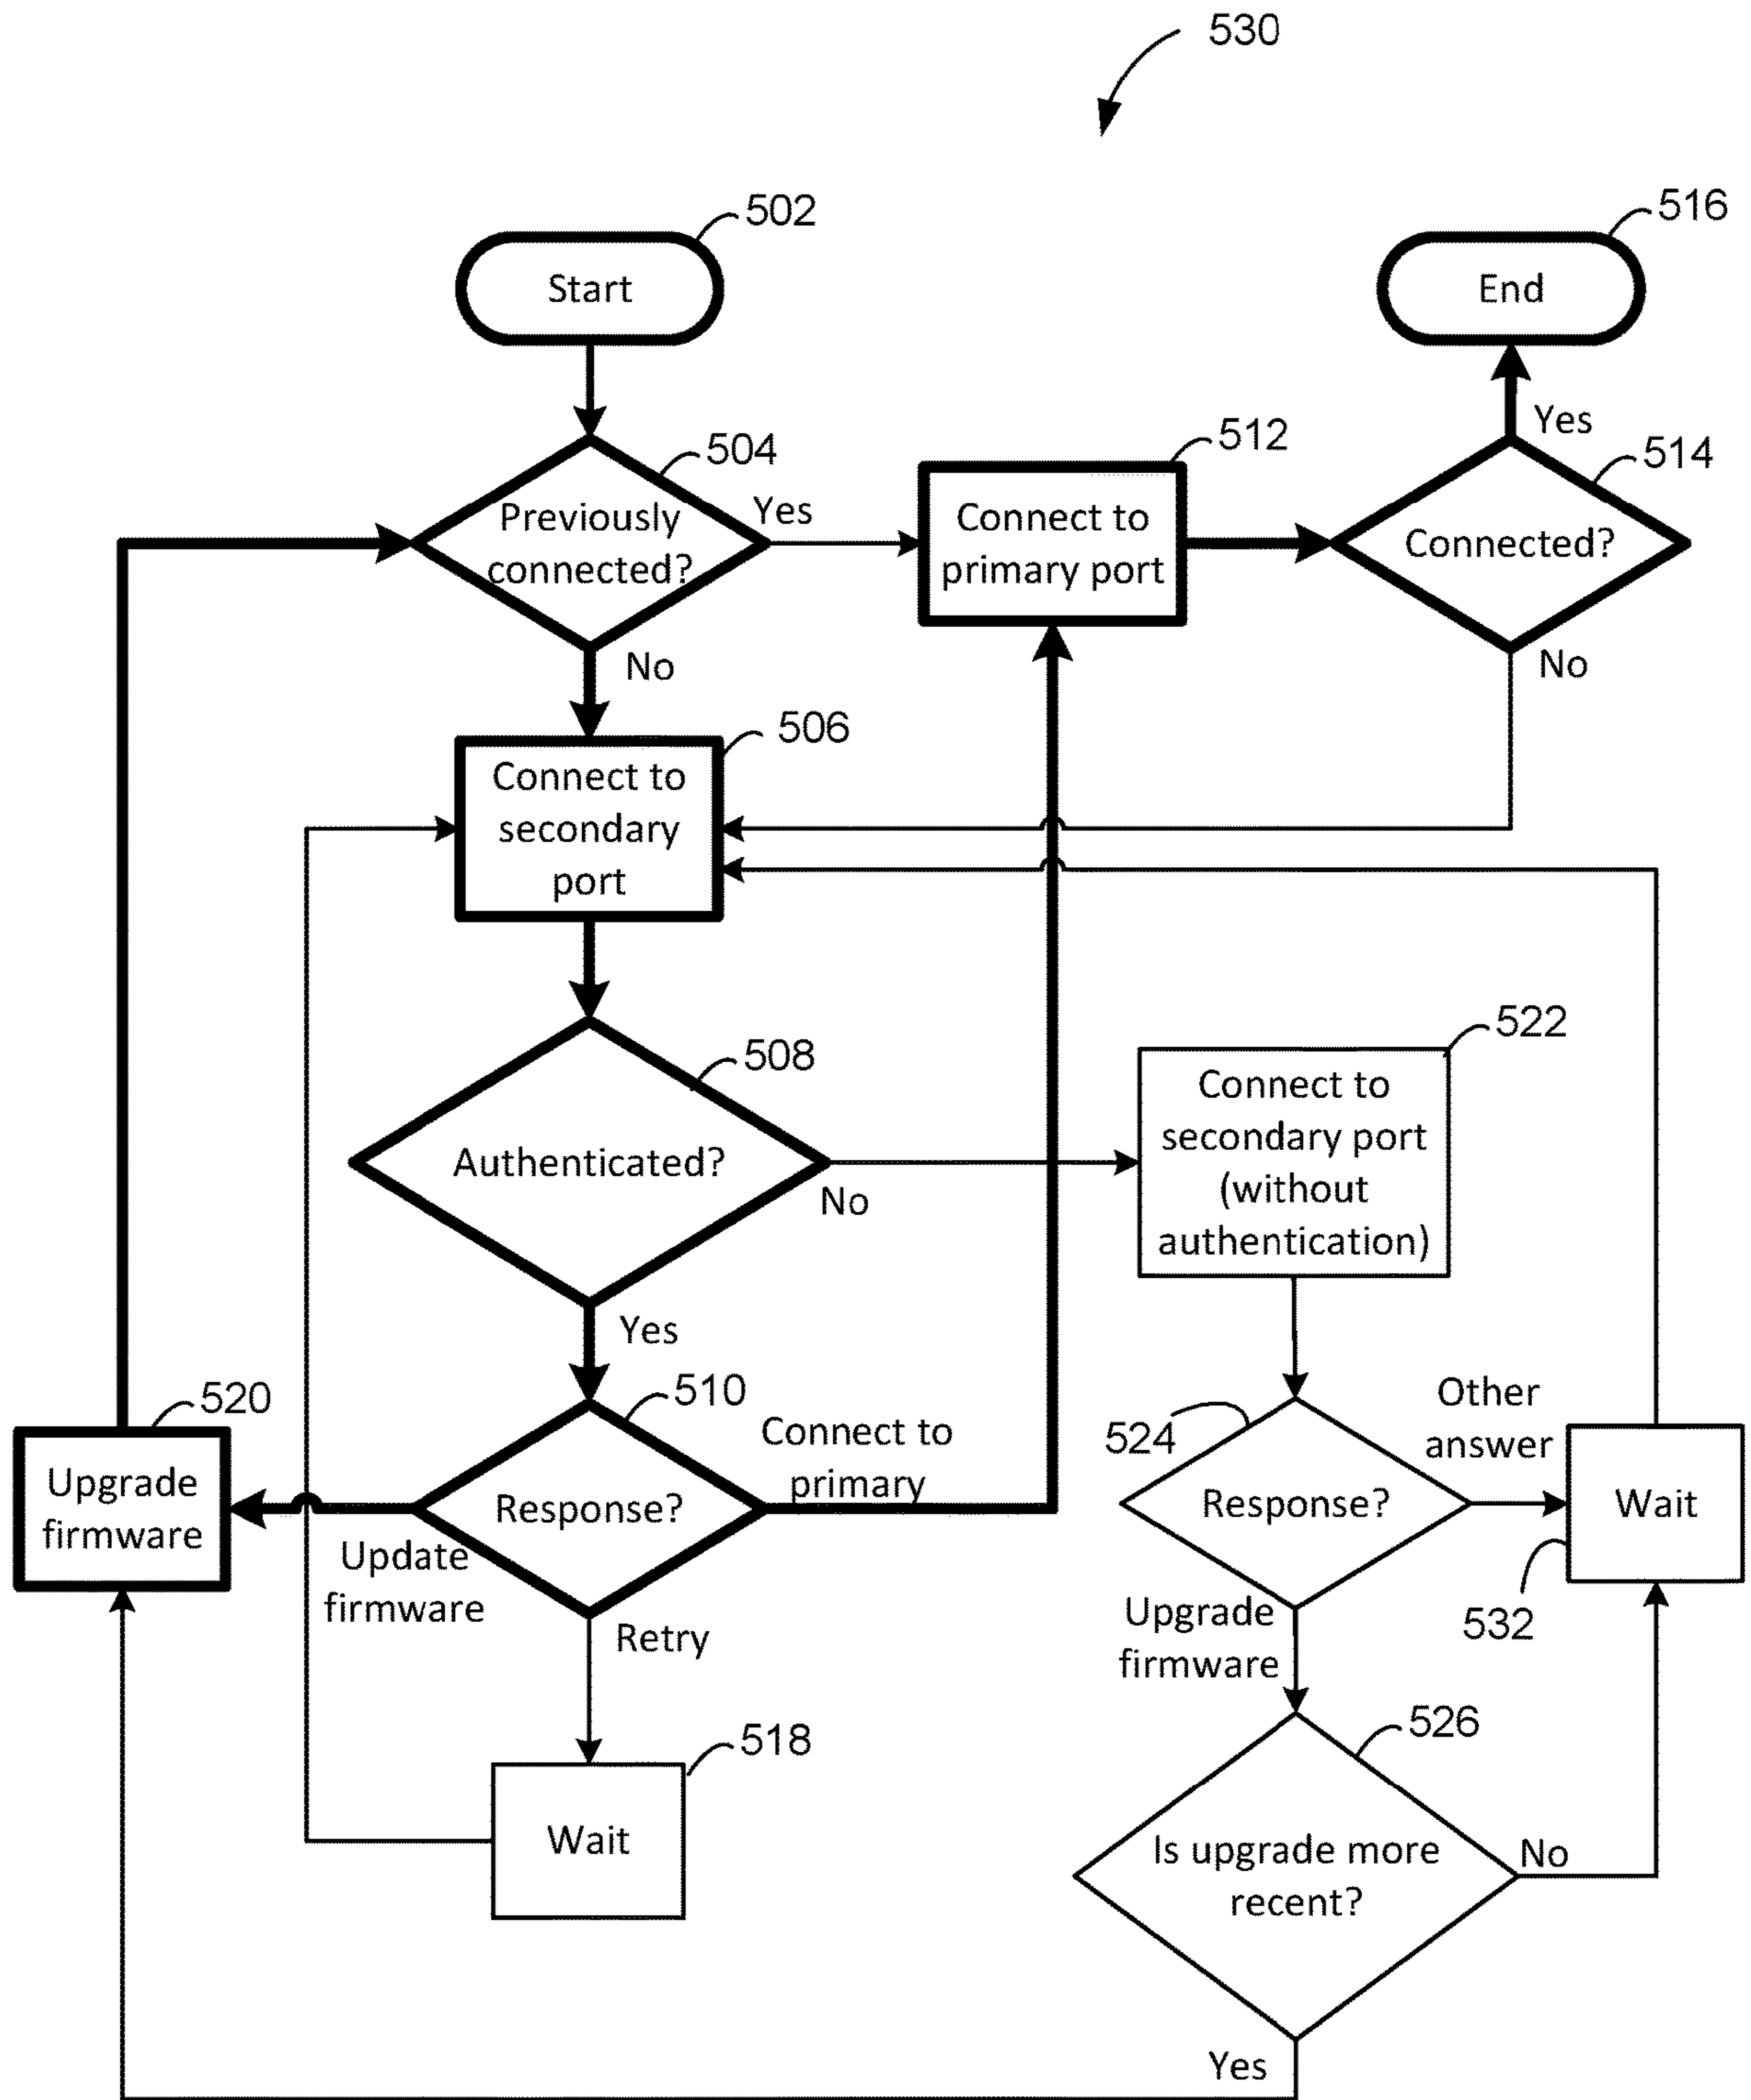 530
502
516
Start
End
504
512
Yes
514
Previously
connected?
Yes
Connect to
primary port
Connected?
No
No
506
Connect to
secondary
port
522
508
Connect to
secondary port
(without
authentication)
Authenticated?
No
Yes
520
510
Connect to
primary
524
Other
answer
Upgrade
firmware
Response?
Response?
Wait
Update
firmware
Retry
Upgrade
firmware
532
526
518
Wait
Is upgrade more
recent?
No
Yes